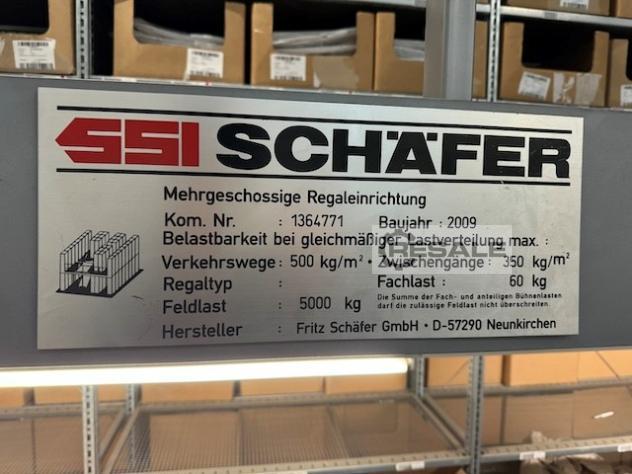 SSI SCHÄFER
Mehrgeschossige Regaleinrichtung
Kom. Nr. : 1364771 Baujahr : 2009
Belastbarkeit bei gleichmäßiger Lastverteilung max. :
Verkehrswege : 500 kg/m² · Zwischengänge : 350 kg/m²
Regaltyp : Fachlast : 60 kg
Feldlast : 5000 kg Die Summe der Fach- und anteiligen Bühnenlasten
darf die zulässige Feldlast nicht überschreiten.
Hersteller : Fritz Schäfer GmbH · D-57290 Neunkirchen
RESALE